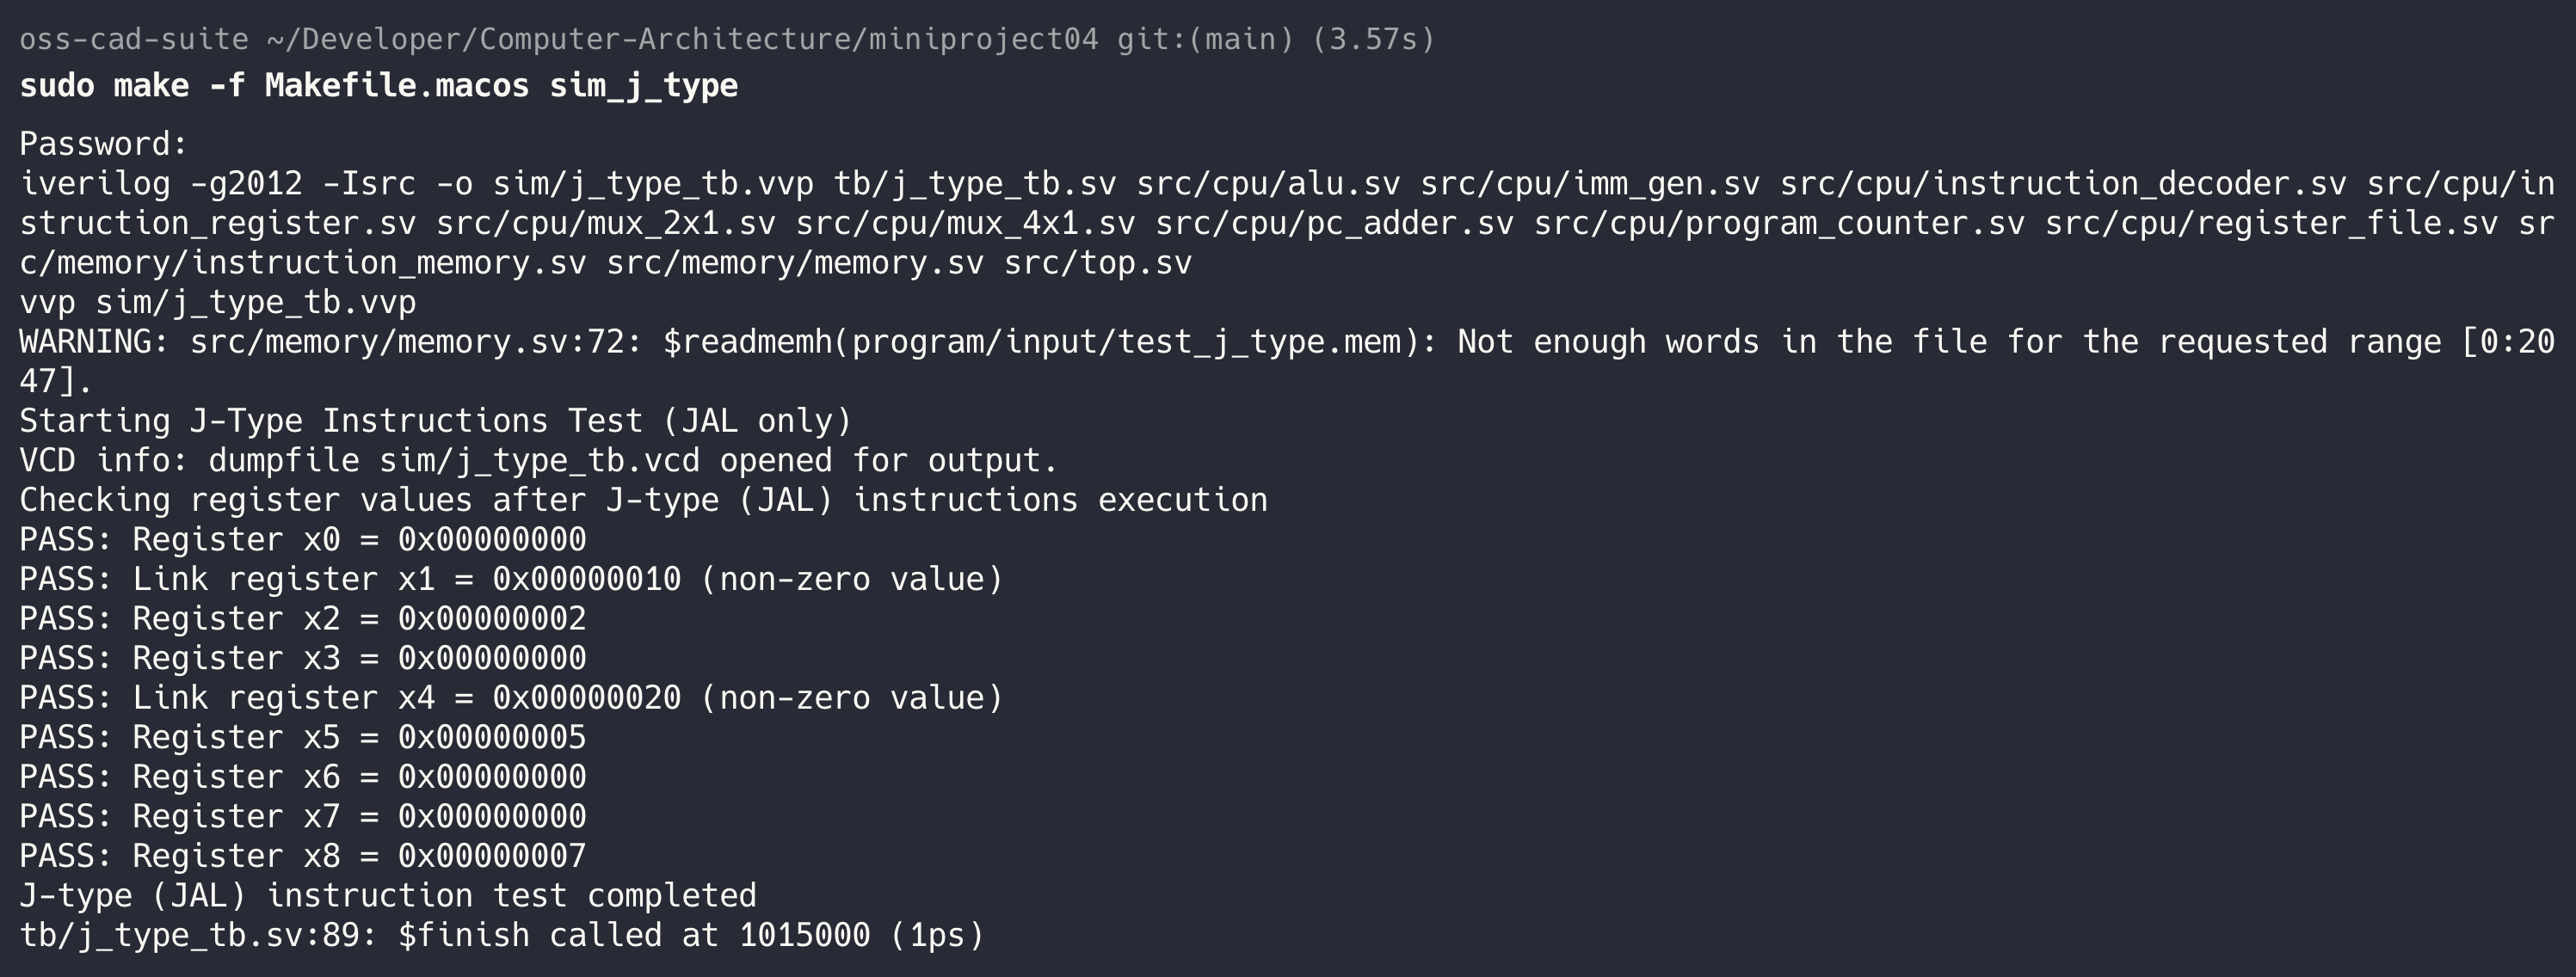 oss-cad-suite ~/Developer/Computer-Architecture/miniproject04 git:(main) (3.57s)
sudo make -f Makefile.macos sim_j_type
Password:
iverilog -g2012 -Isrc -o sim/j_type_tb.vvp tb/j_type_tb.sv src/cpu/alu.sv src/cpu/imm_gen.sv src/cpu/instruction_decoder.sv src/cpu/in
struction_register.sv src/cpu/mux_2x1.sv src/cpu/mux_4x1.sv src/cpu/pc_adder.sv src/cpu/program_counter.sv src/cpu/register_file.sv sr
c/memory/instruction_memory.sv src/memory/memory.sv src/top.sv
vvp sim/j_type_tb.vvp
WARNING: src/memory/memory.sv:72: $readmemh(program/input/test_j_type.mem): Not enough words in the file for the requested range [0:20
47].
Starting J-Type Instructions Test (JAL only)
VCD info: dumpfile sim/j_type_tb.vcd opened for output.
Checking register values after J-type (JAL) instructions execution
PASS: Register x0 = 0x00000000
PASS: Link register x1 = 0x00000010 (non-zero value)
PASS: Register x2 = 0x00000002
PASS: Register x3 = 0x00000000
PASS: Link register x4 = 0x00000020 (non-zero value)
PASS: Register x5 = 0x00000005
PASS: Register x6 = 0x00000000
PASS: Register x7 = 0x00000000
PASS: Register x8 = 0x00000007
J-type (JAL) instruction test completed
tb/j_type_tb.sv:89: $finish called at 1015000 (1ps)